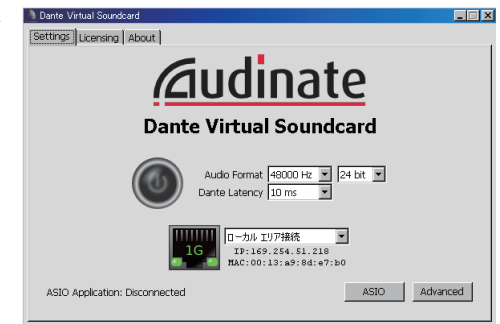 Dante Virtual Soundcard
Settings Licensing About
Audinate
Dante Virtual Soundcard
Audio Format 48000 Hz 24 bit
Dante Latency 10 ms
1G
ローカル エリア接続
IP:169.254.51.218
MAC:00:13:a9:8d:e7:b0
ASIO Application: Disconnected ASIO Advanced